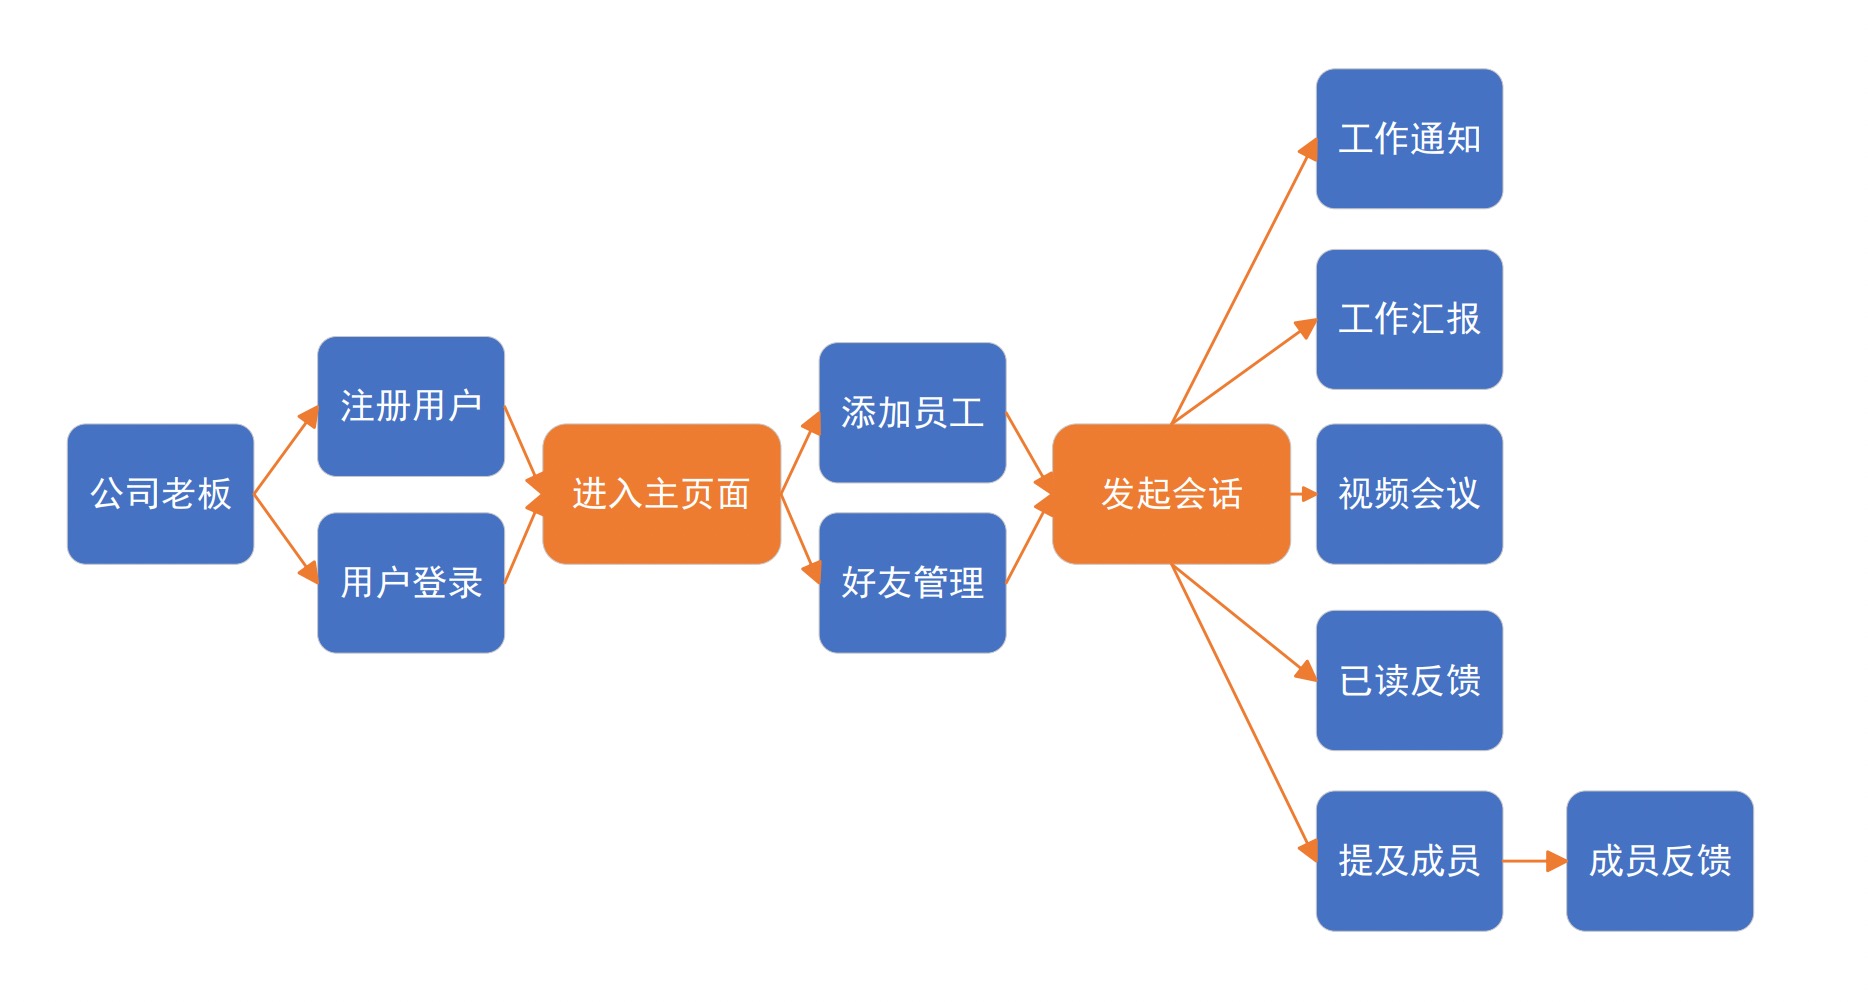 公司老板
注册用户
用户登录
进入主页面
添加员工
好友管理
发起会话
工作通知
工作汇报
视频会议
已读反馈
提及成员
成员反馈